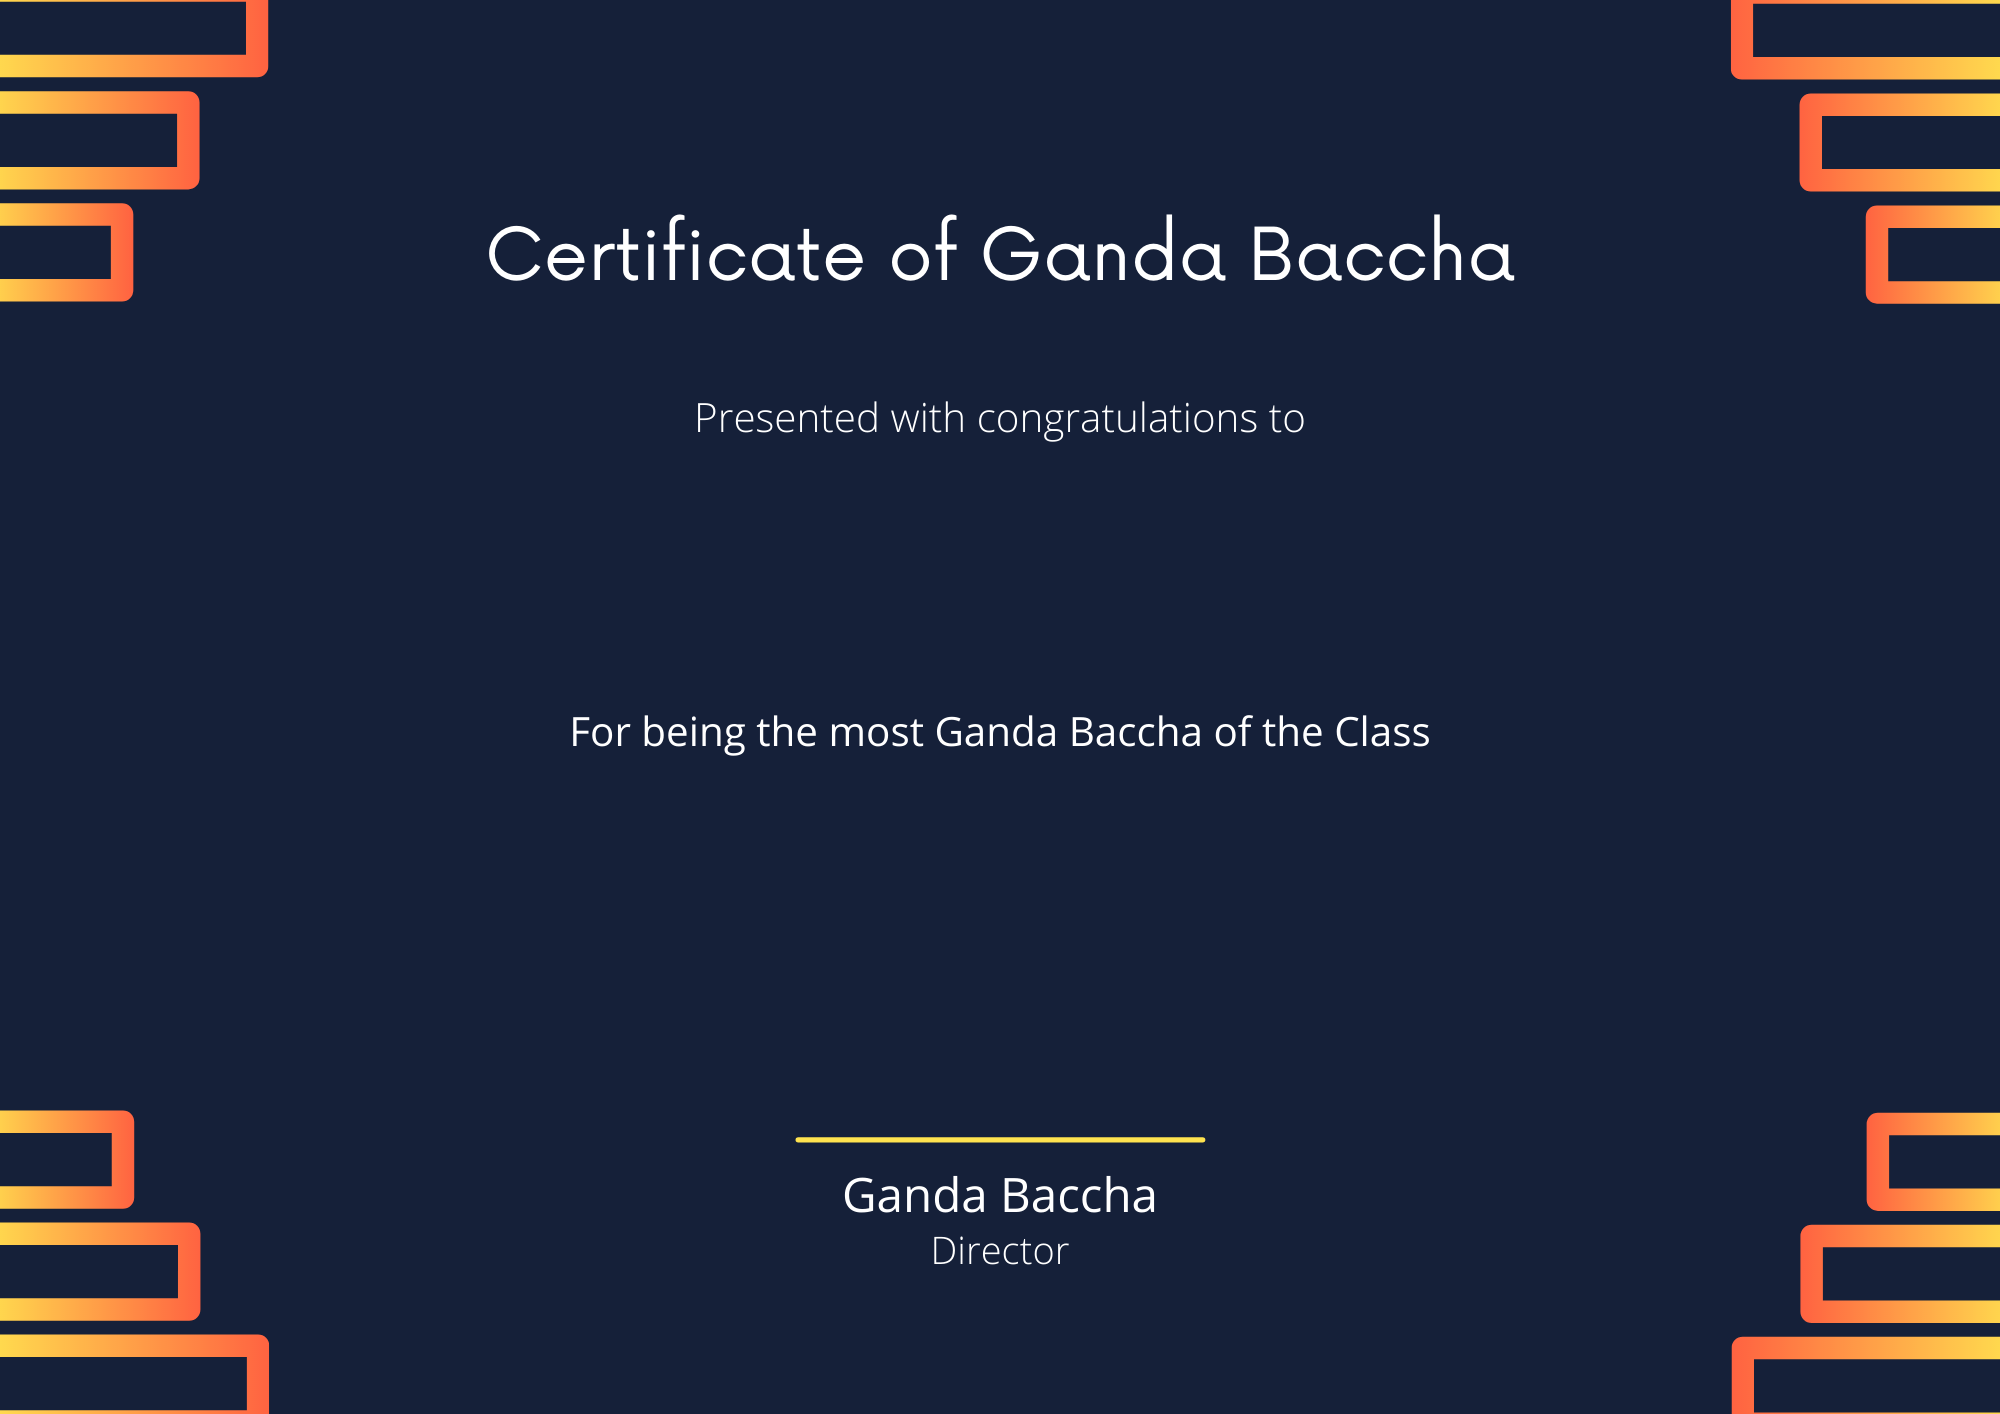 Certificate of Ganda Baccha
Presented with congratulations to
For being the most Ganda Baccha of the Class
Ganda Baccha
Director